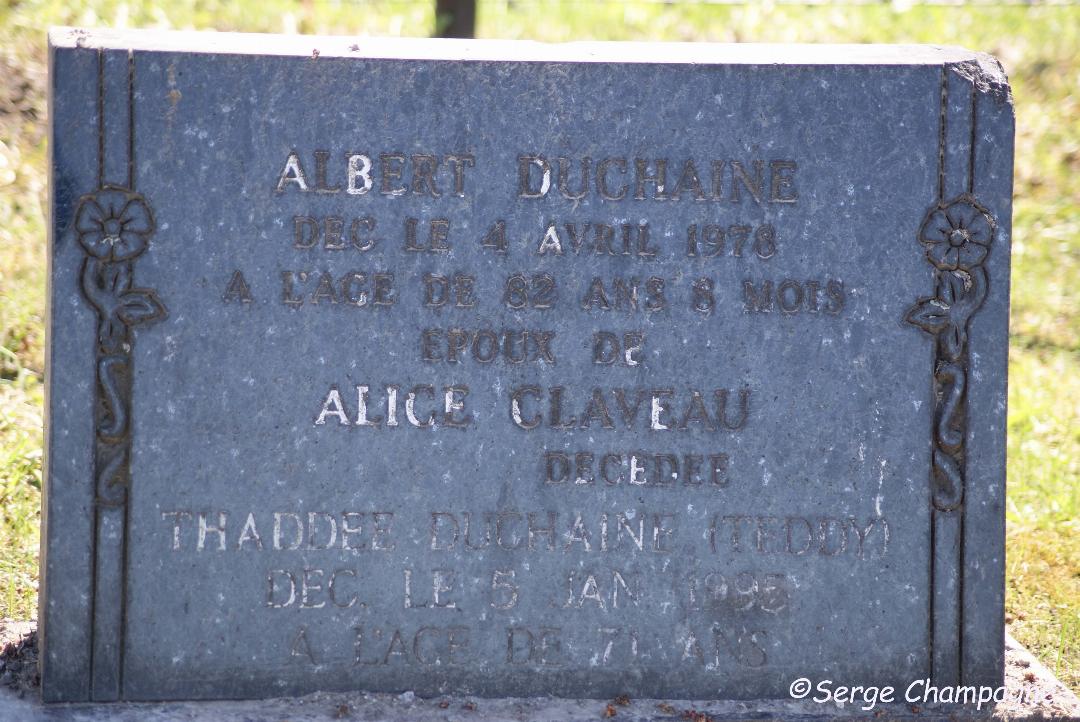 ALBERT DUCHAINE
DEC LE 4 AVRIL 1978
A L'AGE DE 82 ANS 8 MOIS
EPOUX DE
ALICE CLAVEAU
DECEDEE
THADDEE DUCHAINE (TEDDY)
DEC. LE 5 JAN 1995
A L'AGE DE 71 ANS
©Serge Champagne